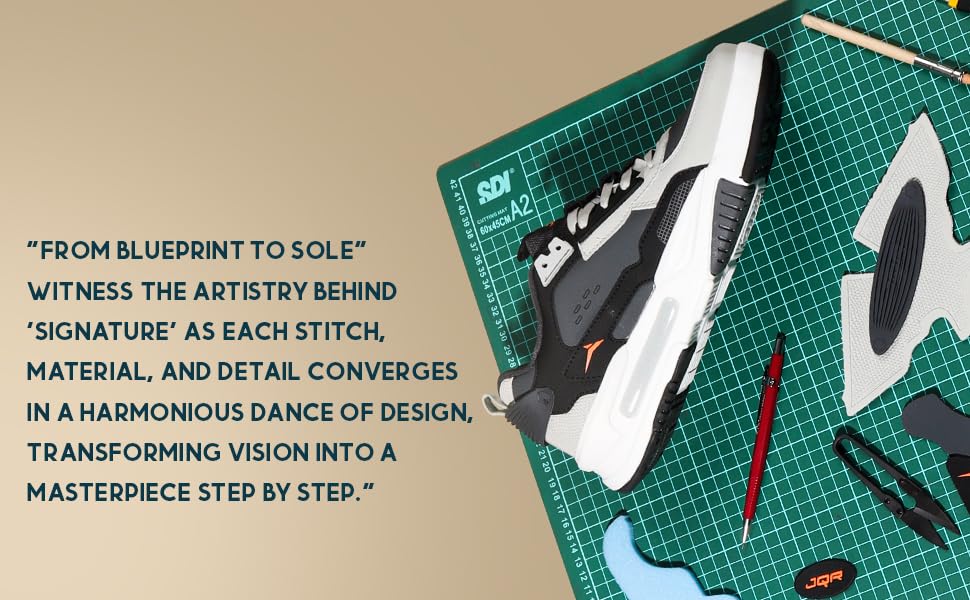 "FROM BLUEPRINT TO SOLE"
WITNESS THE ARTISTRY BEHIND
'SIGNATURE' AS EACH STITCH,
MATERIAL, AND DETAIL CONVERGES
IN A HARMONIOUS DANCE OF DESIGN,
TRANSFORMING VISION INTO A
MASTERPIECE STEP BY STEP."
SDI
CUTTING MAT A2
60x45CM
42 41 40 39 38 37 36 35 34 33 32 31 30 29 28
21 20 19 18 17 16 15 14 13 12 11
JQR